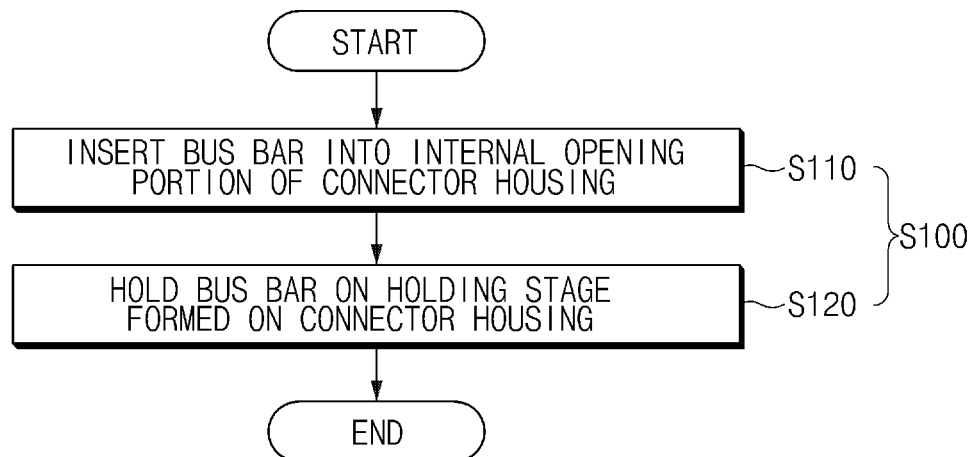 START
INSERT BUS BAR INTO INTERNAL OPENING
PORTION OF CONNECTOR HOUSING
S110
S100
HOLD BUS BAR ON HOLDING STAGE
FORMED ON CONNECTOR HOUSING
S120
END